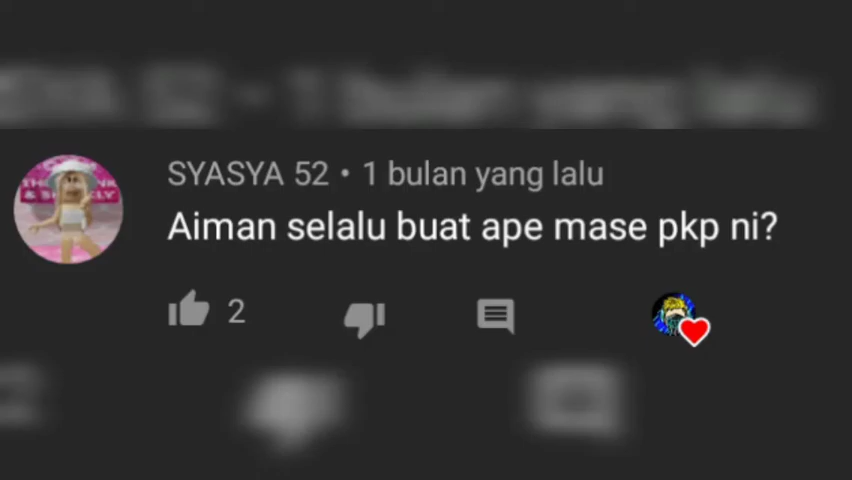 SYASYA 52 • 1 bulan yang lalu
Aiman selalu buat ape mase pkp ni?
2